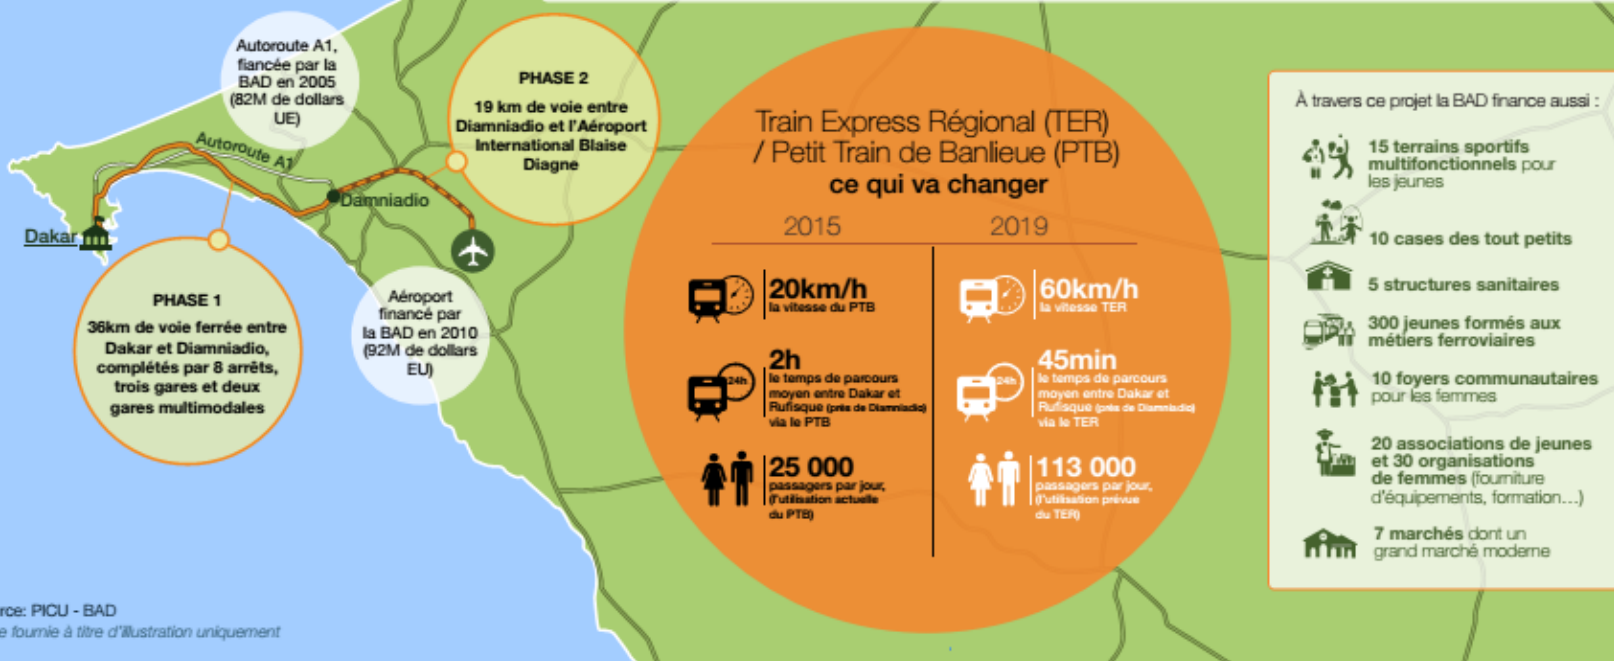 Autoroute A1,
fiancée par la
BAD en 2005
(82M de dollars
UE)
PHASE 2
19 km de voie entre
Diamniadio et l'Aéroport
International Blaise
Diagne
Autoroute A1
Damniadio
Dakar
PHASE 1
36km de voie ferrée entre
Dakar et Diamniadio,
complétés par 8 arrêts,
trois gares et deux
gares multimodales
Aéroport
financé par
la BAD en 2010
(92M de dollars
EU)
Train Express Régional (TER)
/ Petit Train de Banlieue (PTB)
ce qui va changer
2015
20km/h
la vitesse du PTB
2h
24h
le temps de parcours
moyen entre Dakar et
Rufisque (près de Diamniadio)
via le PTB
25 000
passagers par jour,
(l'utilisation actuelle
du PTB)
2019
60km/h
la vitesse TER
45min
24h
le temps de parcours
moyen entre Dakar et
Rufisque (près de Diamniadio)
via le TER
113 000
passagers par jour,
(l'utilisation prévue
du TER)
À travers ce projet la BAD finance aussi :
15 terrains sportifs
multifonctionnels pour
les jeunes
10 cases des tout petits
5 structures sanitaires
300 jeunes formés aux
métiers ferroviaires
10 foyers communautaires
pour les femmes
20 associations de jeunes
et 30 organisations
de femmes (fourniture
d'équipements, formation...)
7 marchés dont un
grand marché moderne
rce: PICU - BAD
e fournie à titre d'illustration uniquement